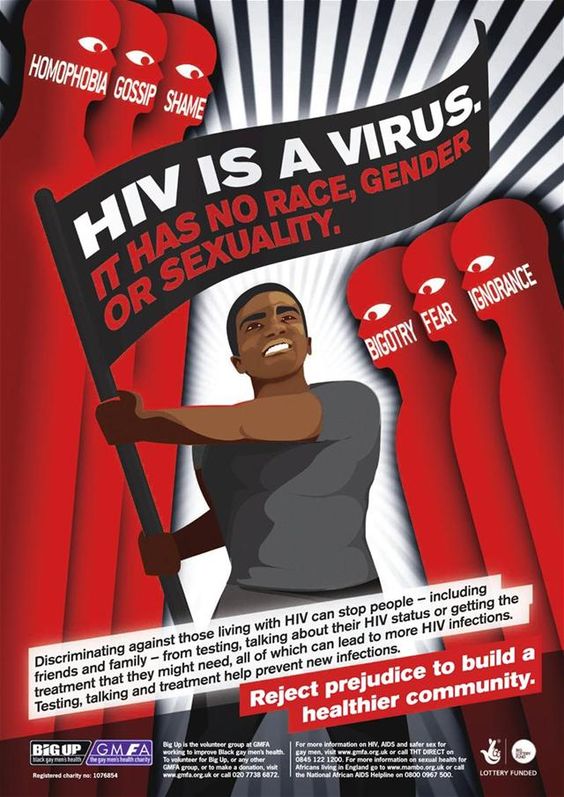 HOMOPHOBIA
GOSSIP
SHAME
HIV IS A VIRUS.
IT HAS NO RACE, GENDER
OR SEXUALITY.
BIGOTRY
FEAR
IGNORANCE
Discriminating against those living with HIV can stop people – including
friends and family – from testing, talking about their HIV status or getting the
treatment that they might need, all of which can lead to more HIV infections.
Testing, talking and treatment help prevent new infections.
Reject prejudice to build a
healthier community.
BIG UP
black gay men's health
GMFA
the gay men's health charity
Registered charity no: 1076854
Big Up is the volunteer group at GMFA
working to improve Black gay men's health.
To volunteer for Big Up, or any other
GMFA group, or to make a donation, visit
www.gmfa.org.uk or call 020 7738 6872.
For more information on HIV, AIDS and safer sex for
gay men, visit www.gmfa.org.uk or call THT DIRECT on
0845 122 1200. For more information on sexual health for
Africans living in England go to www.mambo.org.uk or call
the National African AIDS Helpline on 0800 0967 500.
BIG
LOTTERY
FUND
LOTTERY FUNDED